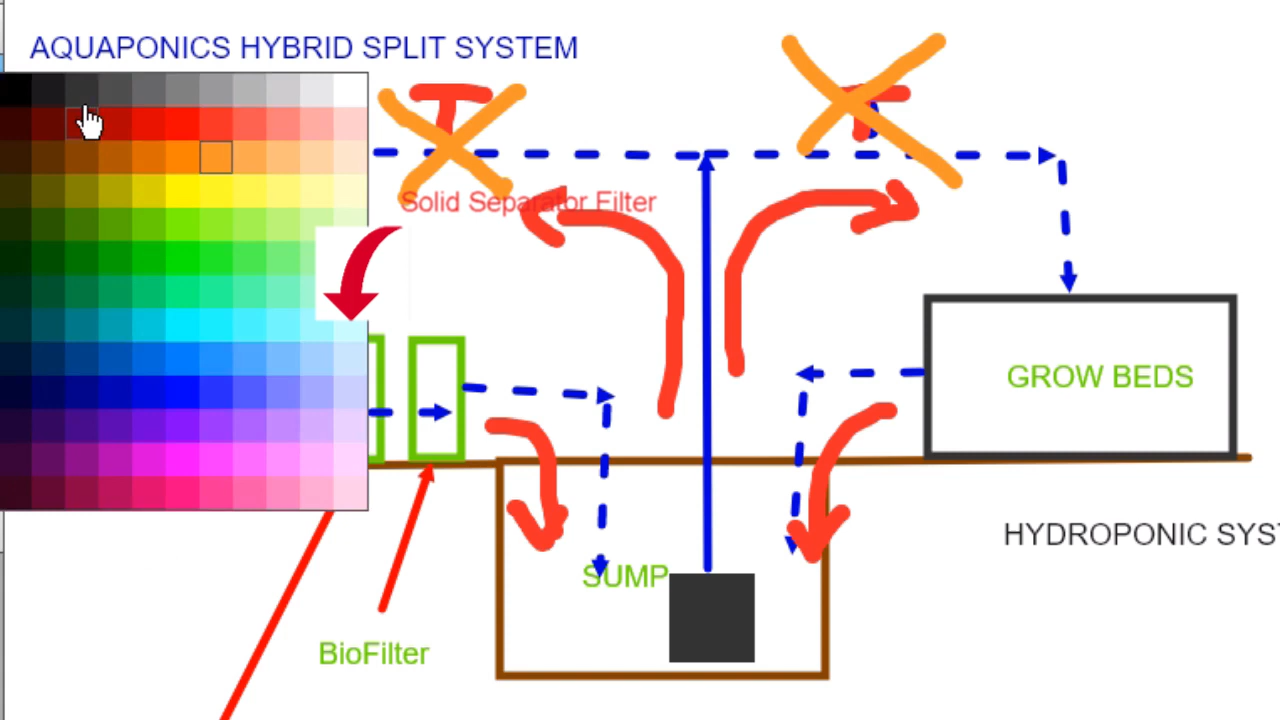 AQUAPONICS HYBRID SPLIT SYSTEM
T
T
Solid Separator Filter
GROW BEDS
HYDROPONIC SYST
SUMP
BioFilter